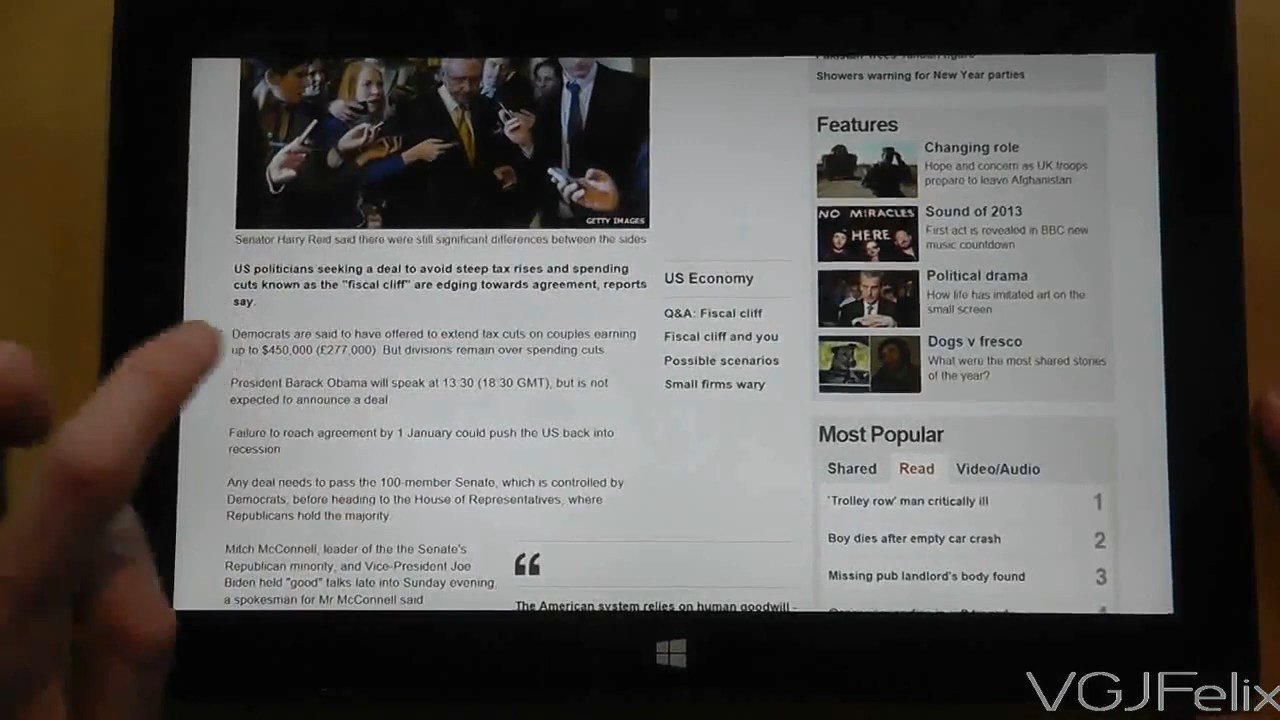 Showers warning for New Year parties
GETTY IMAGES
Senator Harry Reid said there were still significant differences between the sides
US politicians seeking a deal to avoid steep tax rises and spending
cuts known as the "fiscal cliff" are edging towards agreement, reports
say.
Democrats are said to have offered to extend tax cuts on couples earning
up to $450,000 (£277,000). But divisions remain over spending cuts
President Barack Obama will speak at 13:30 (18:30 GMT), but is not
expected to announce a deal
Failure to reach agreement by 1 January could push the US back into
recession
Any deal needs to pass the 100-member Senate, which is controlled by
Democrats, before heading to the House of Representatives, where
Republicans hold the majority.
Mitch McConnell, leader of the the Senate's
Republican minority, and Vice-President Joe
Biden held "good" talks late into Sunday evening,
a spokesman for Mr McConnell said
US Economy
Q&A: Fiscal cliff
Fiscal cliff and you
Possible scenarios
Small firms wary
“
The American system relies on human goodwill -
Features
Changing role
Hope and concern as UK troops
prepare to leave Afghanistan
NO MIRACLES
HERE
Sound of 2013
First act is revealed in BBC new
music countdown
Political drama
How life has imitated art on the
small screen
Dogs v fresco
What were the most shared stories
of the year?
Most Popular
Shared Read Video/Audio
'Trolley row' man critically ill 1
Boy dies after empty car crash 2
Missing pub landlord's body found 3
VGJFelix